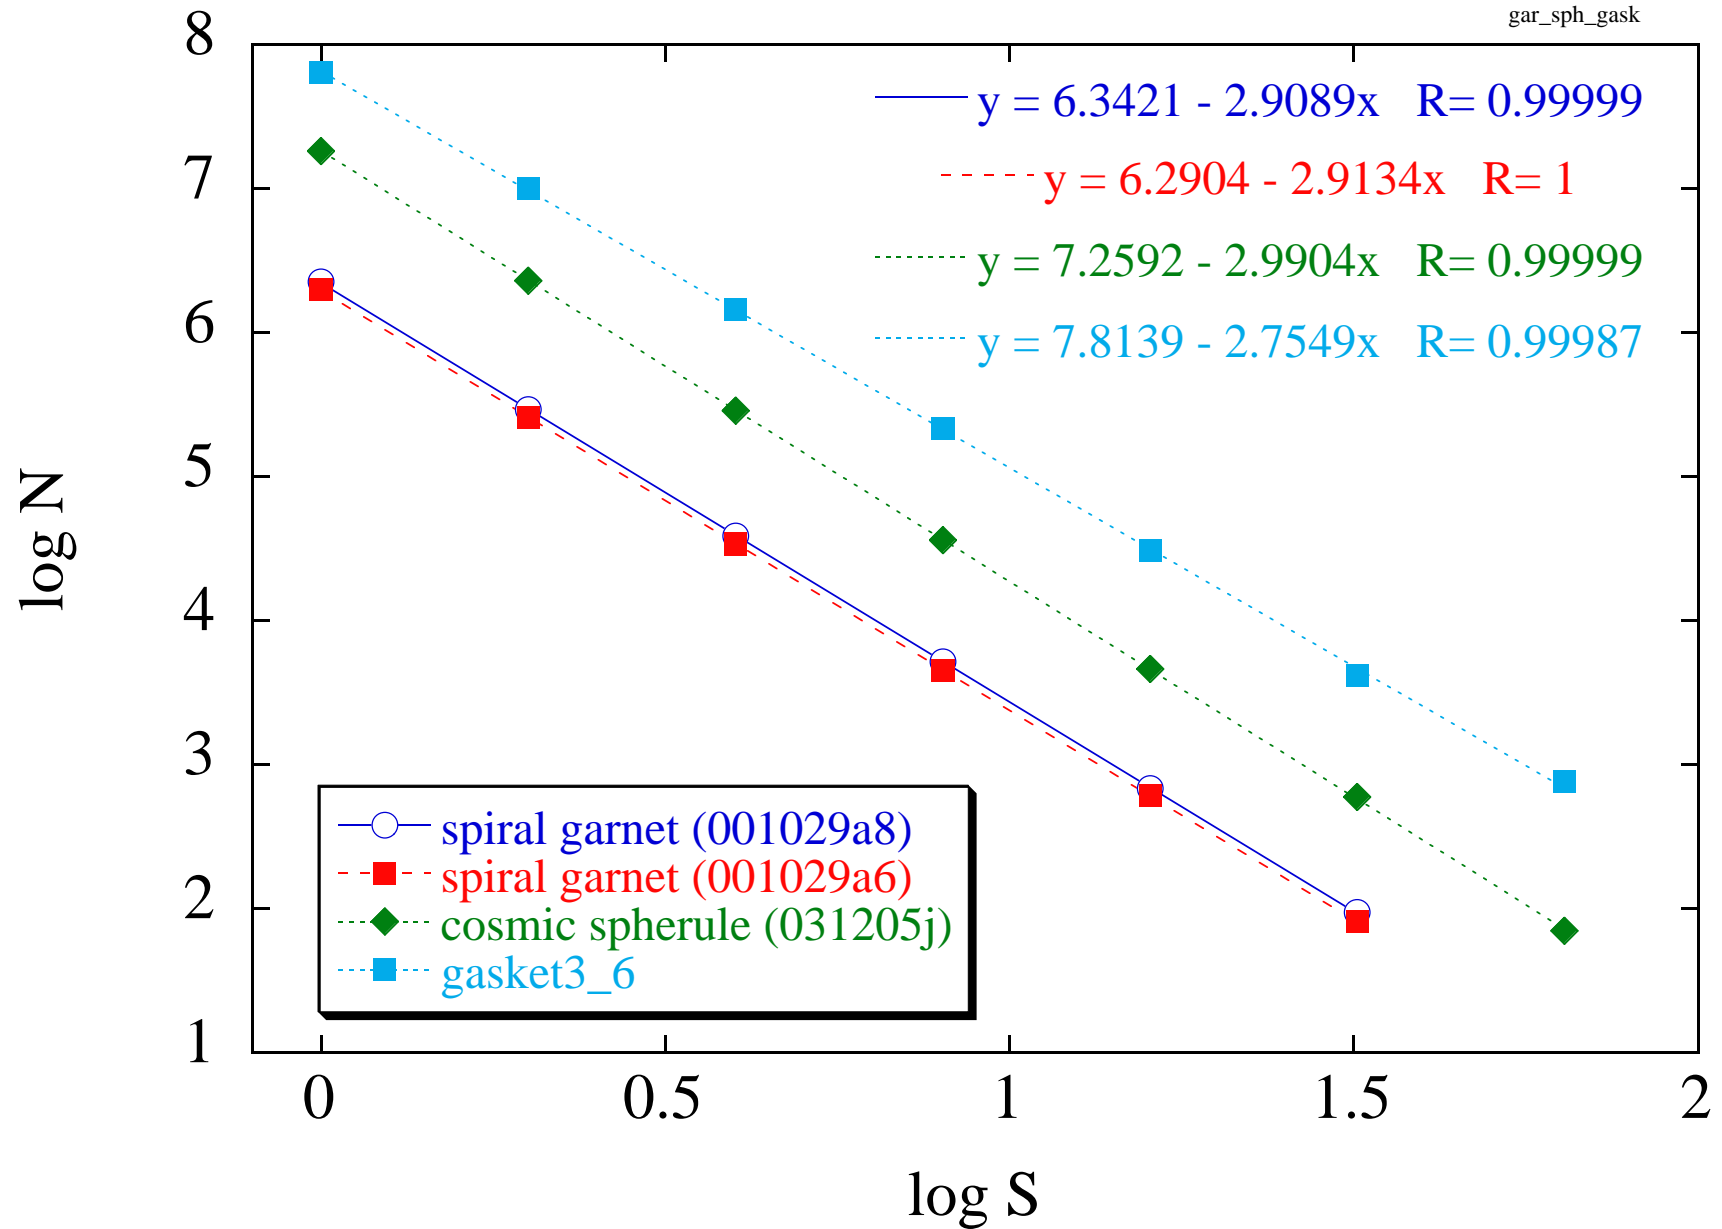 gar_sph_gask
8
7
6
5
4
3
2
1
log N
y = 6.3421 - 2.9089x R= 0.99999
y = 6.2904 - 2.9134x R= 1
y = 7.2592 - 2.9904x R= 0.99999
y = 7.8139 - 2.7549x R= 0.99987
spiral garnet (001029a8)
spiral garnet (001029a6)
cosmic spherule (031205j)
gasket3_6
0 0.5 1 1.5 2
log S